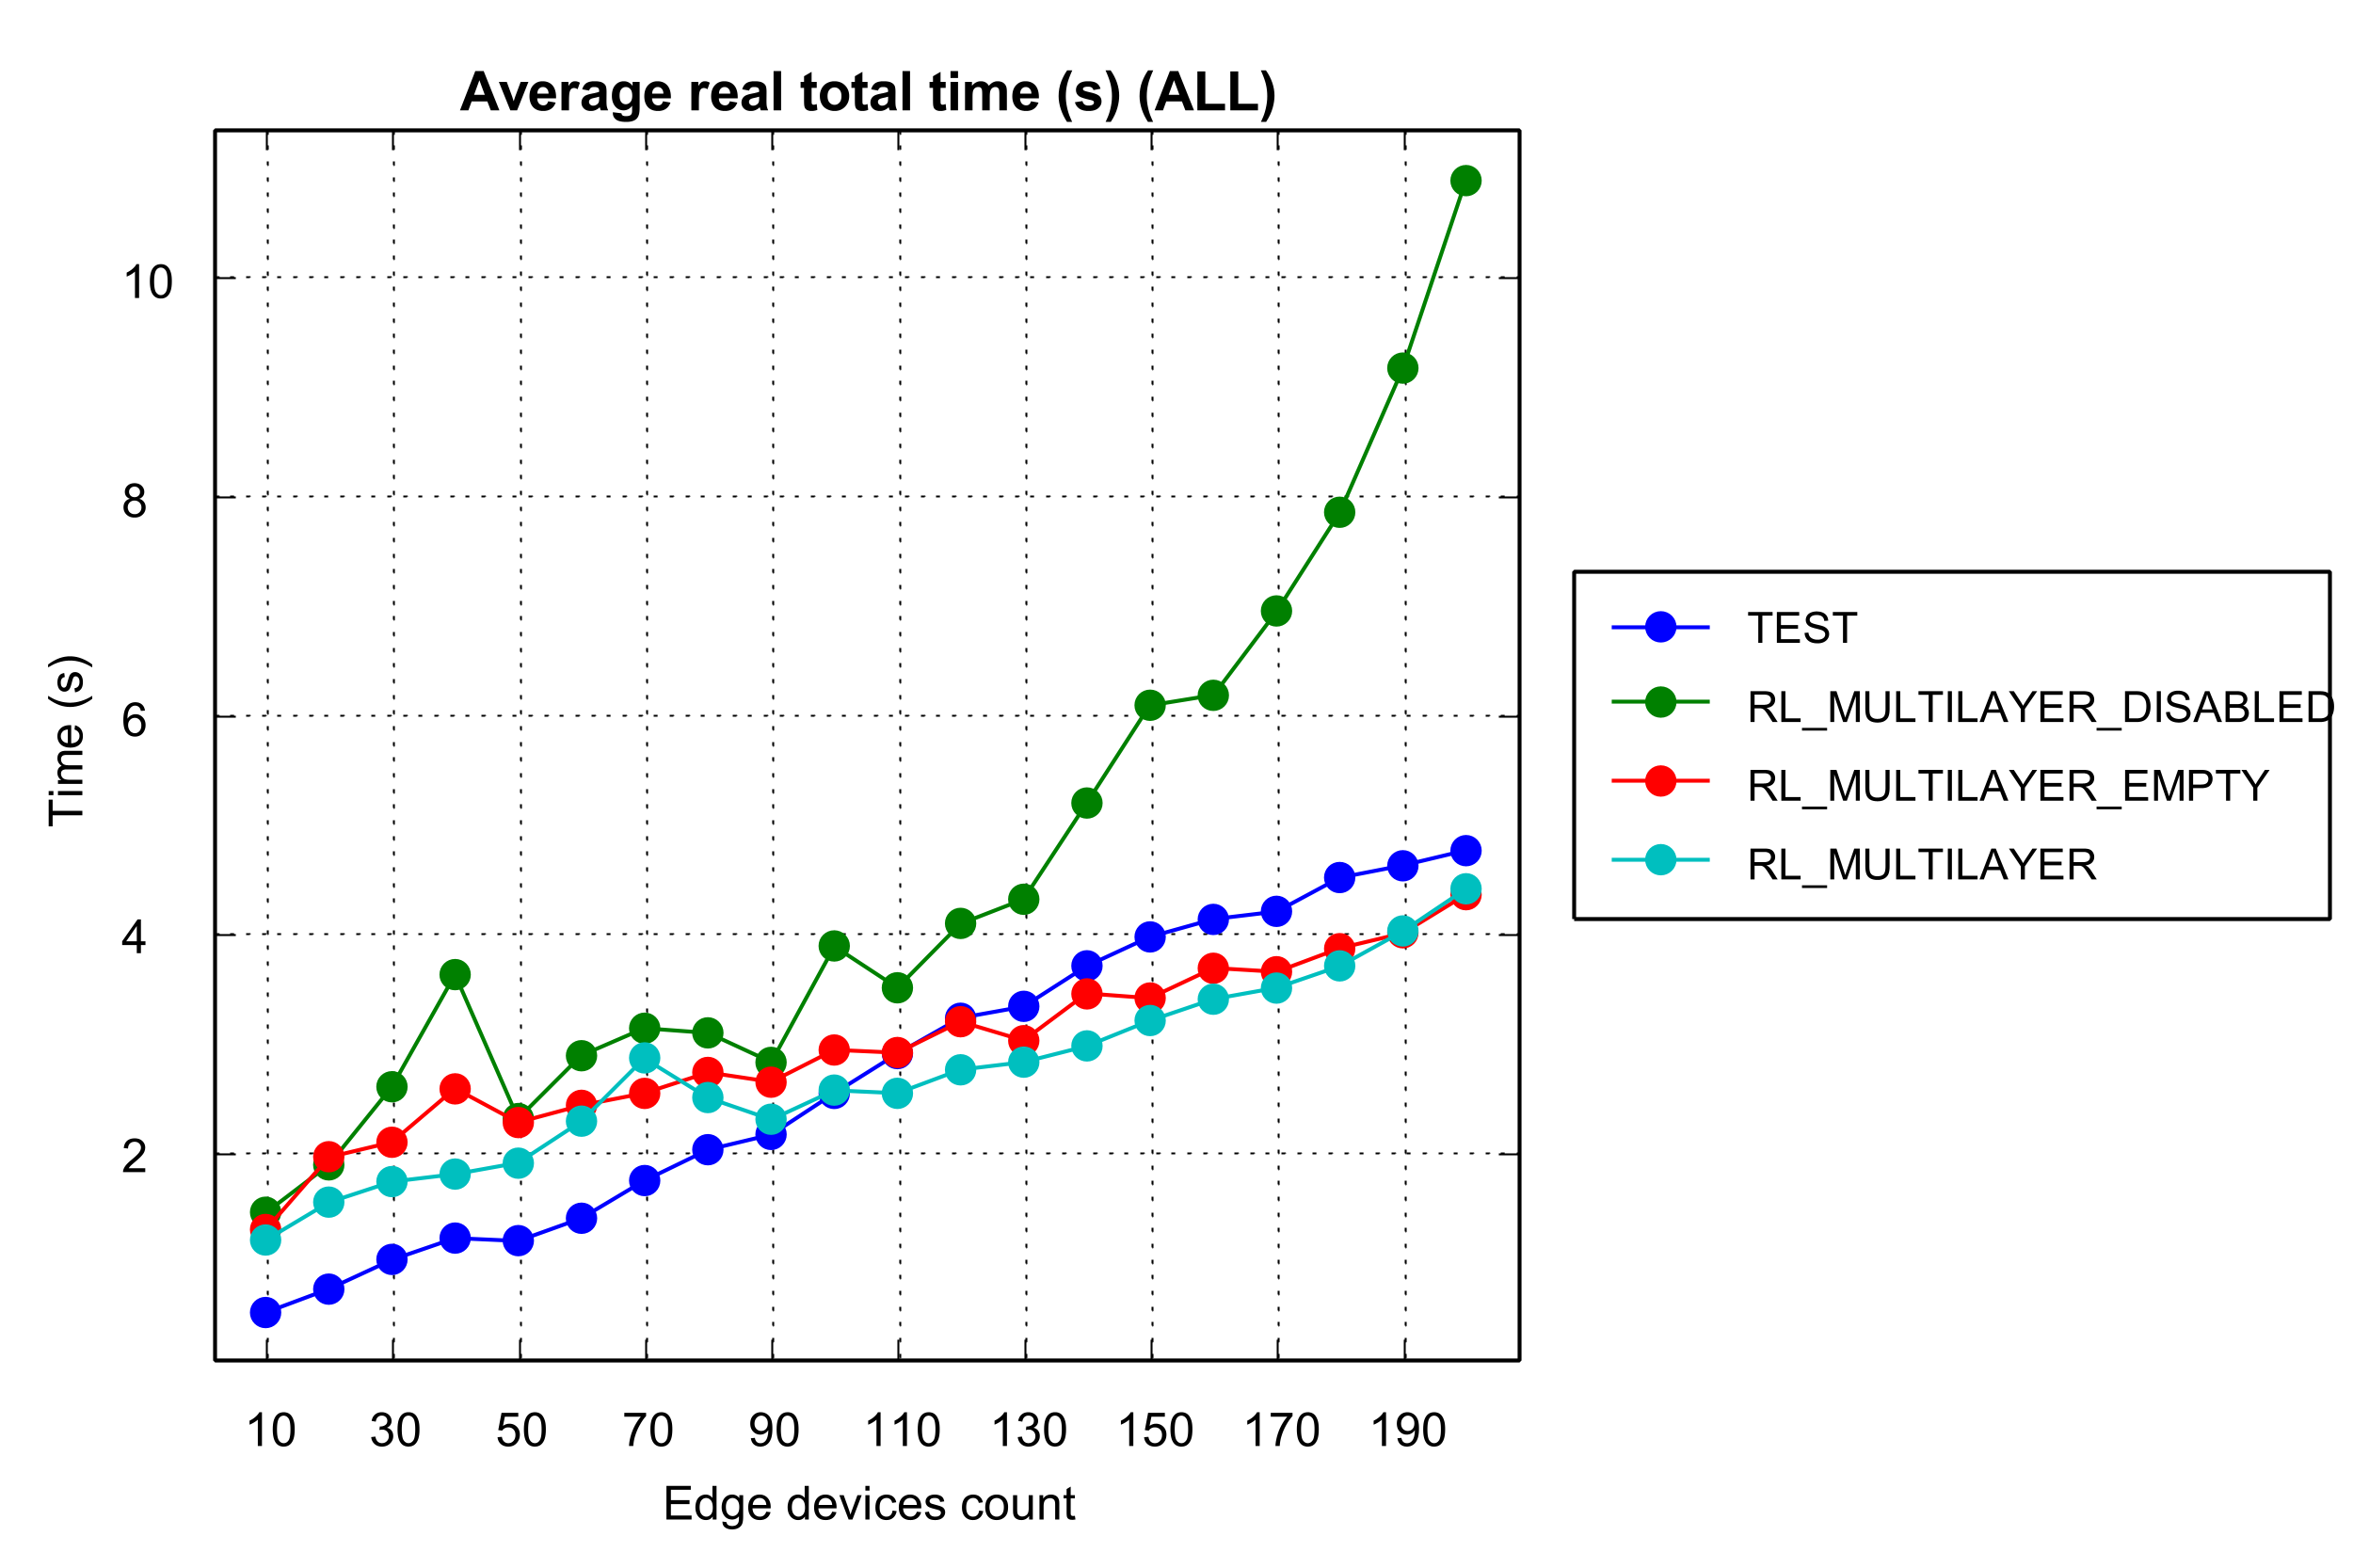 Average real total time (s) (ALL)
10
8
6
4
2
Time (s)
10 30 50 70 90 110 130 150 170 190
Edge devices count
TEST
RL_MULTILAYER_DISABLED
RL_MULTILAYER_EMPTY
RL_MULTILAYER